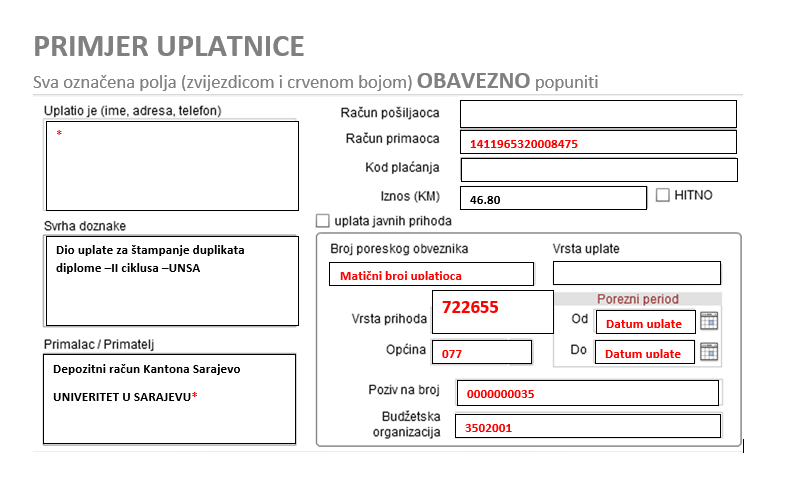 PRIMJER UPLATNICE
Sva označena polja (zvijezdicom i crvenom bojom) OBAVEZNO popuniti
Uplatio je (ime, adresa, telefon)
*
Svrha doznake
Dio uplate za štampanje duplikata
diplome –II ciklusa –UNSA
Primalac / Primatelj
Depozitni račun Kantona Sarajevo
UNIVERITET U SARAJEVU*
Račun pošiljaoca
Račun primaoca 1411965320008475
Kod plaćanja
Iznos (KM) 46.80 HITNO
uplata javnih prihoda
Broj poreskog obveznika Vrsta uplate
Matični broj uplatioca
Vrsta prihoda 722655
Porezni period
Od Datum uplate
Općina 077
Do Datum uplate
Poziv na broj 0000000035
Budžetska
organizacija 3502001